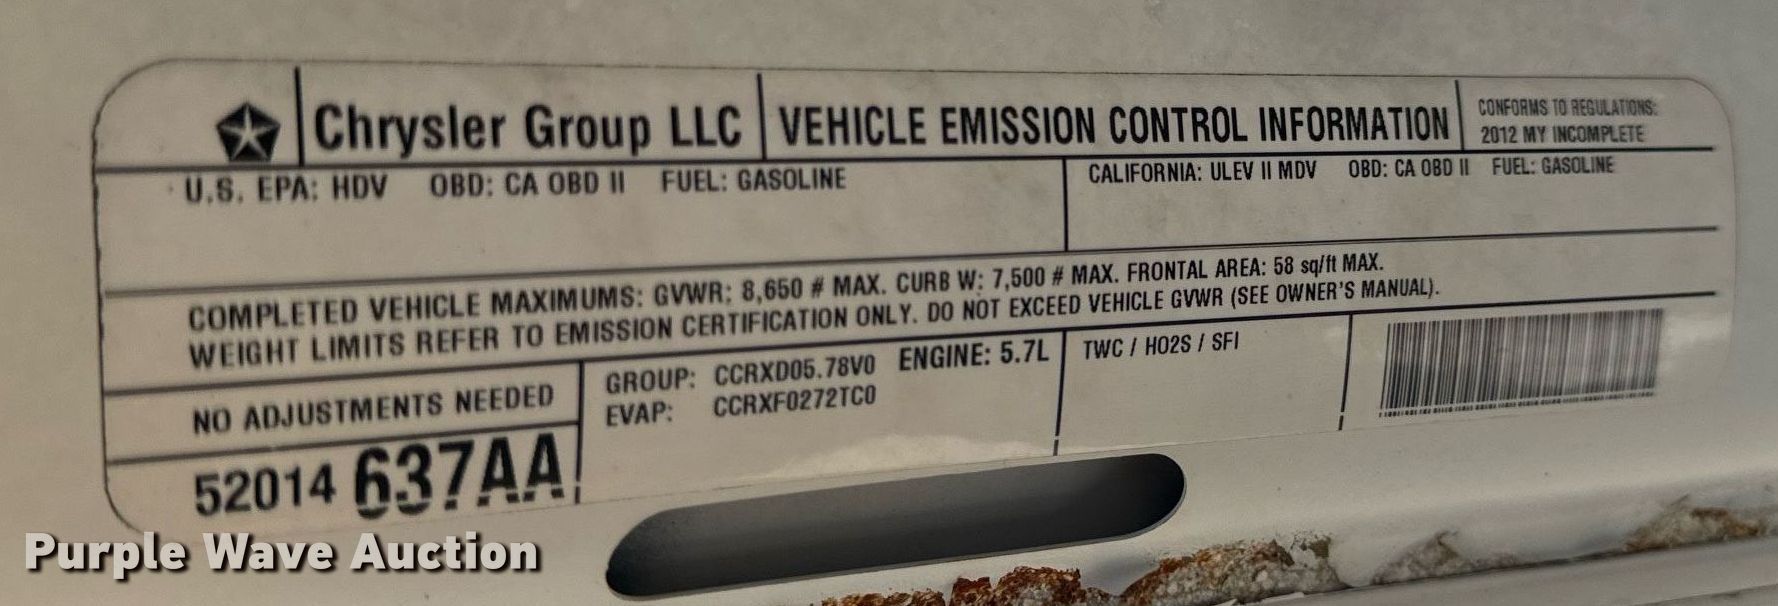 Chrysler Group LLC
VEHICLE EMISSION CONTROL INFORMATION
CONFORMS TO REGULATIONS:
2012 MY INCOMPLETE
U.S. EPA: HDV OBD: CA OBD II FUEL: GASOLINE
CALIFORNIA: ULEV II MDV OBD: CA OBD II FUEL: GASOLINE
COMPLETED VEHICLE MAXIMUMS: GVWR: 8,650 # MAX. CURB W: 7,500 # MAX. FRONTAL AREA: 58 sq/ft MAX.
WEIGHT LIMITS REFER TO EMISSION CERTIFICATION ONLY. DO NOT EXCEED VEHICLE GVWR (SEE OWNER'S MANUAL).
NO ADJUSTMENTS NEEDED
52014 637AA
GROUP: CCRXD05.78V0 ENGINE: 5.7L
EVAP: CCRXF0272TC0
TWC / HO2S / SFI
Purple Wave Auction